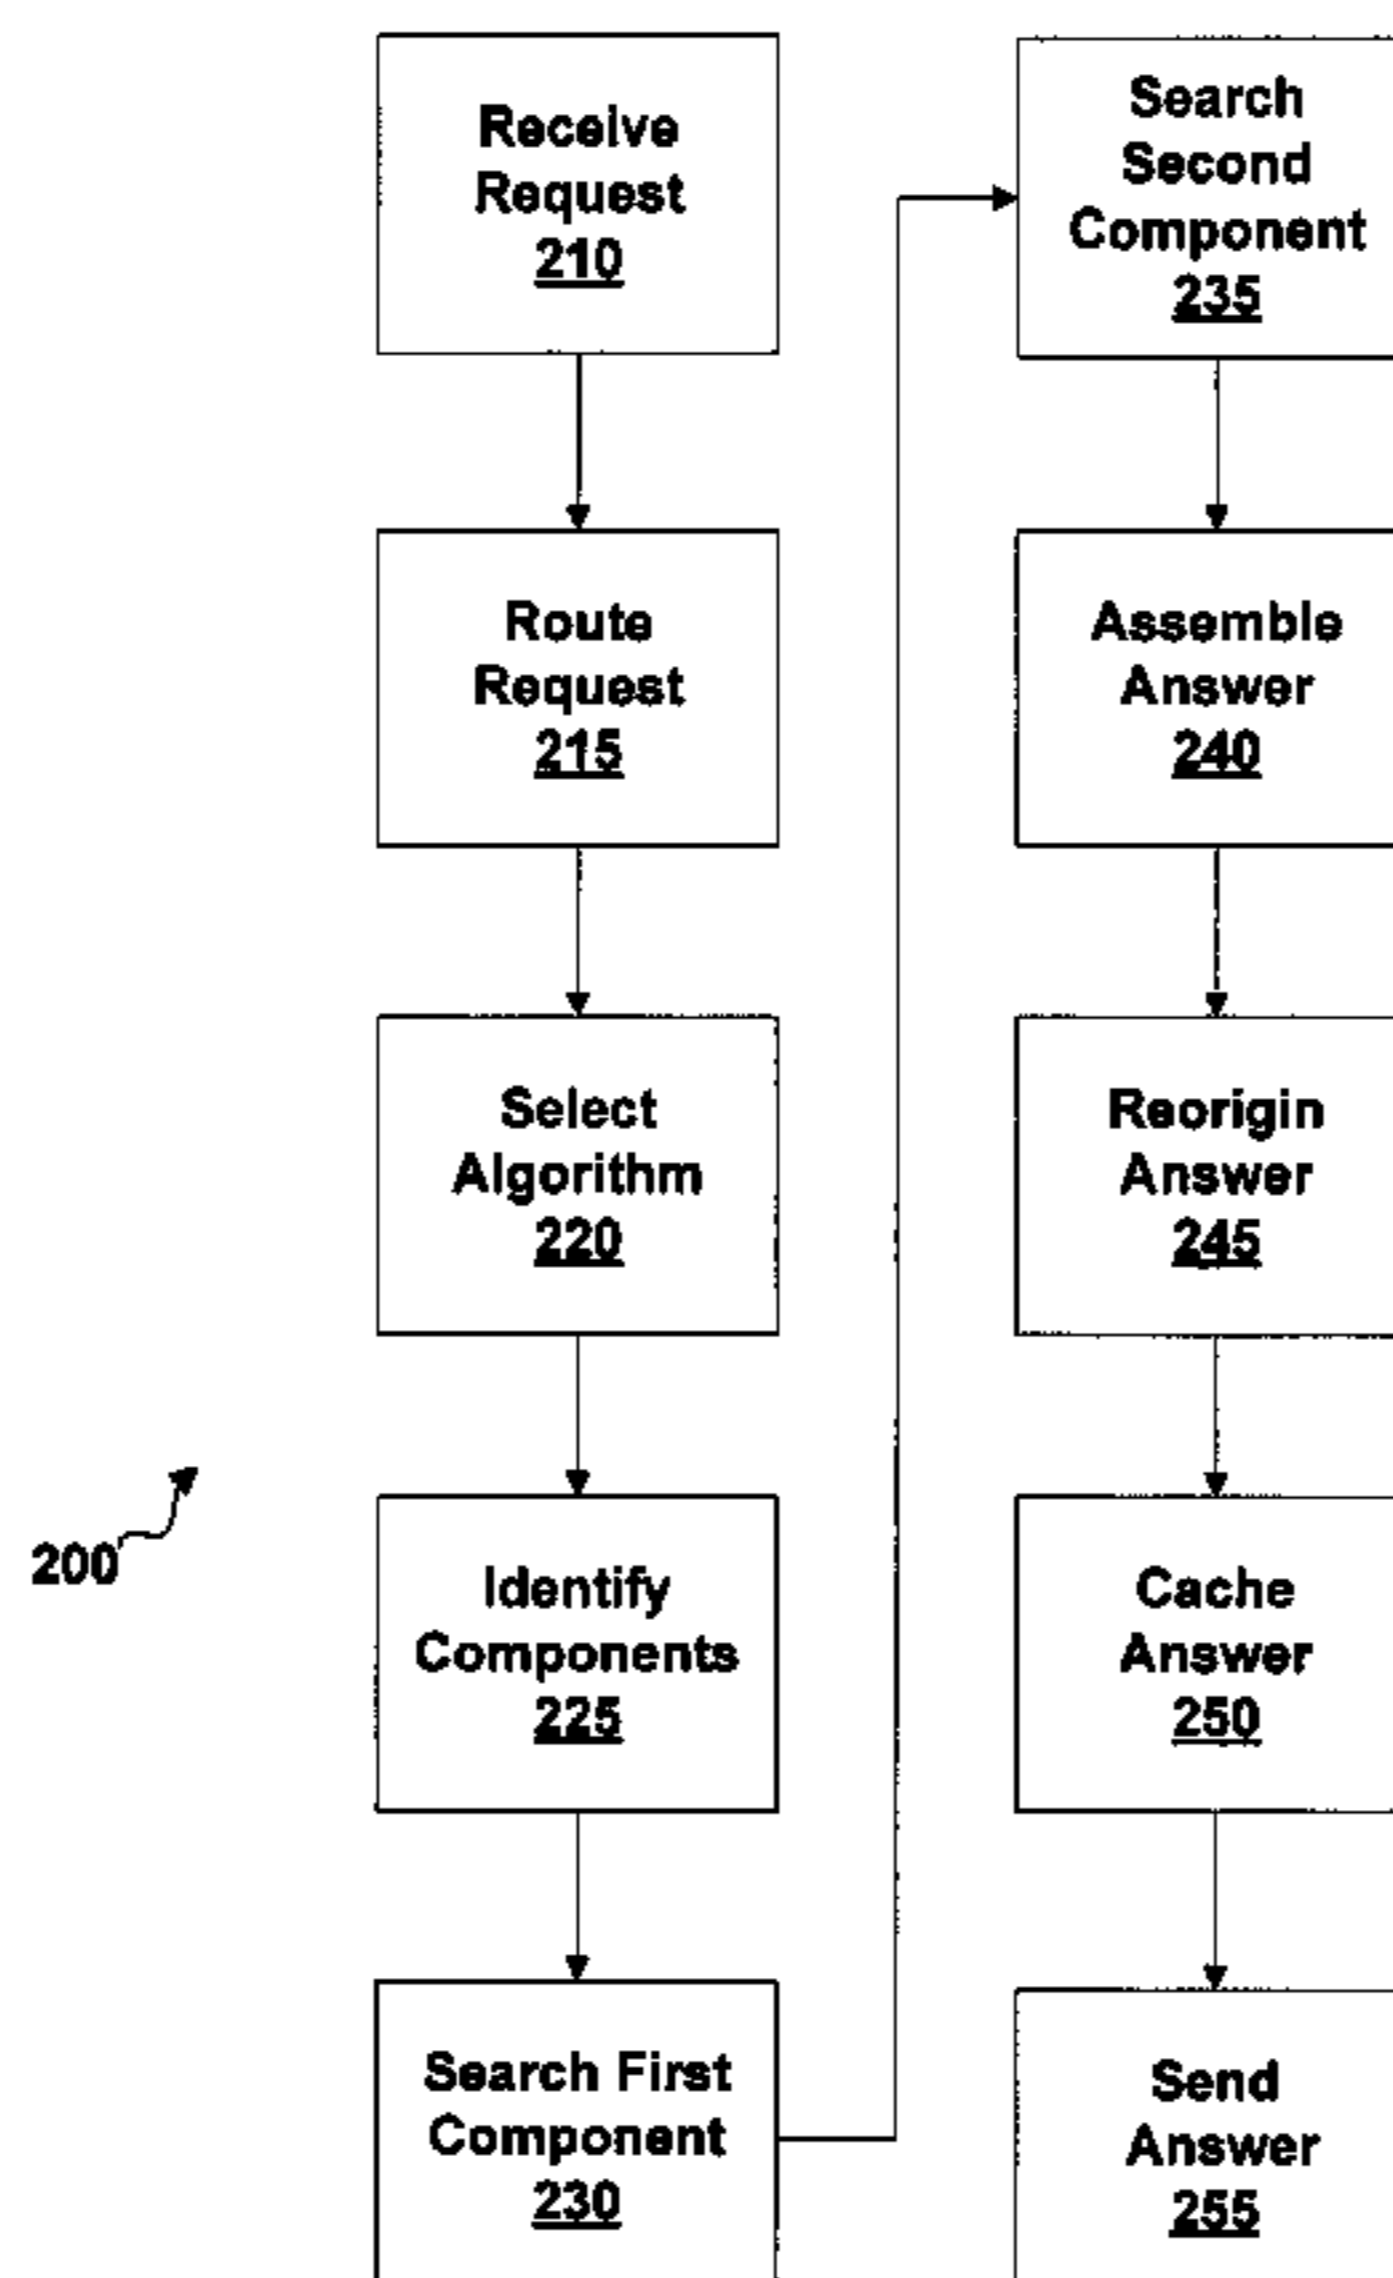 Receive
Request
210
Route
Request
215
Select
Algorithm
220
Identify
Components
225
Search First
Component
230
Search
Second
Component
235
Assemble
Answer
240
Reorigin
Answer
245
Cache
Answer
250
Send
Answer
255
200